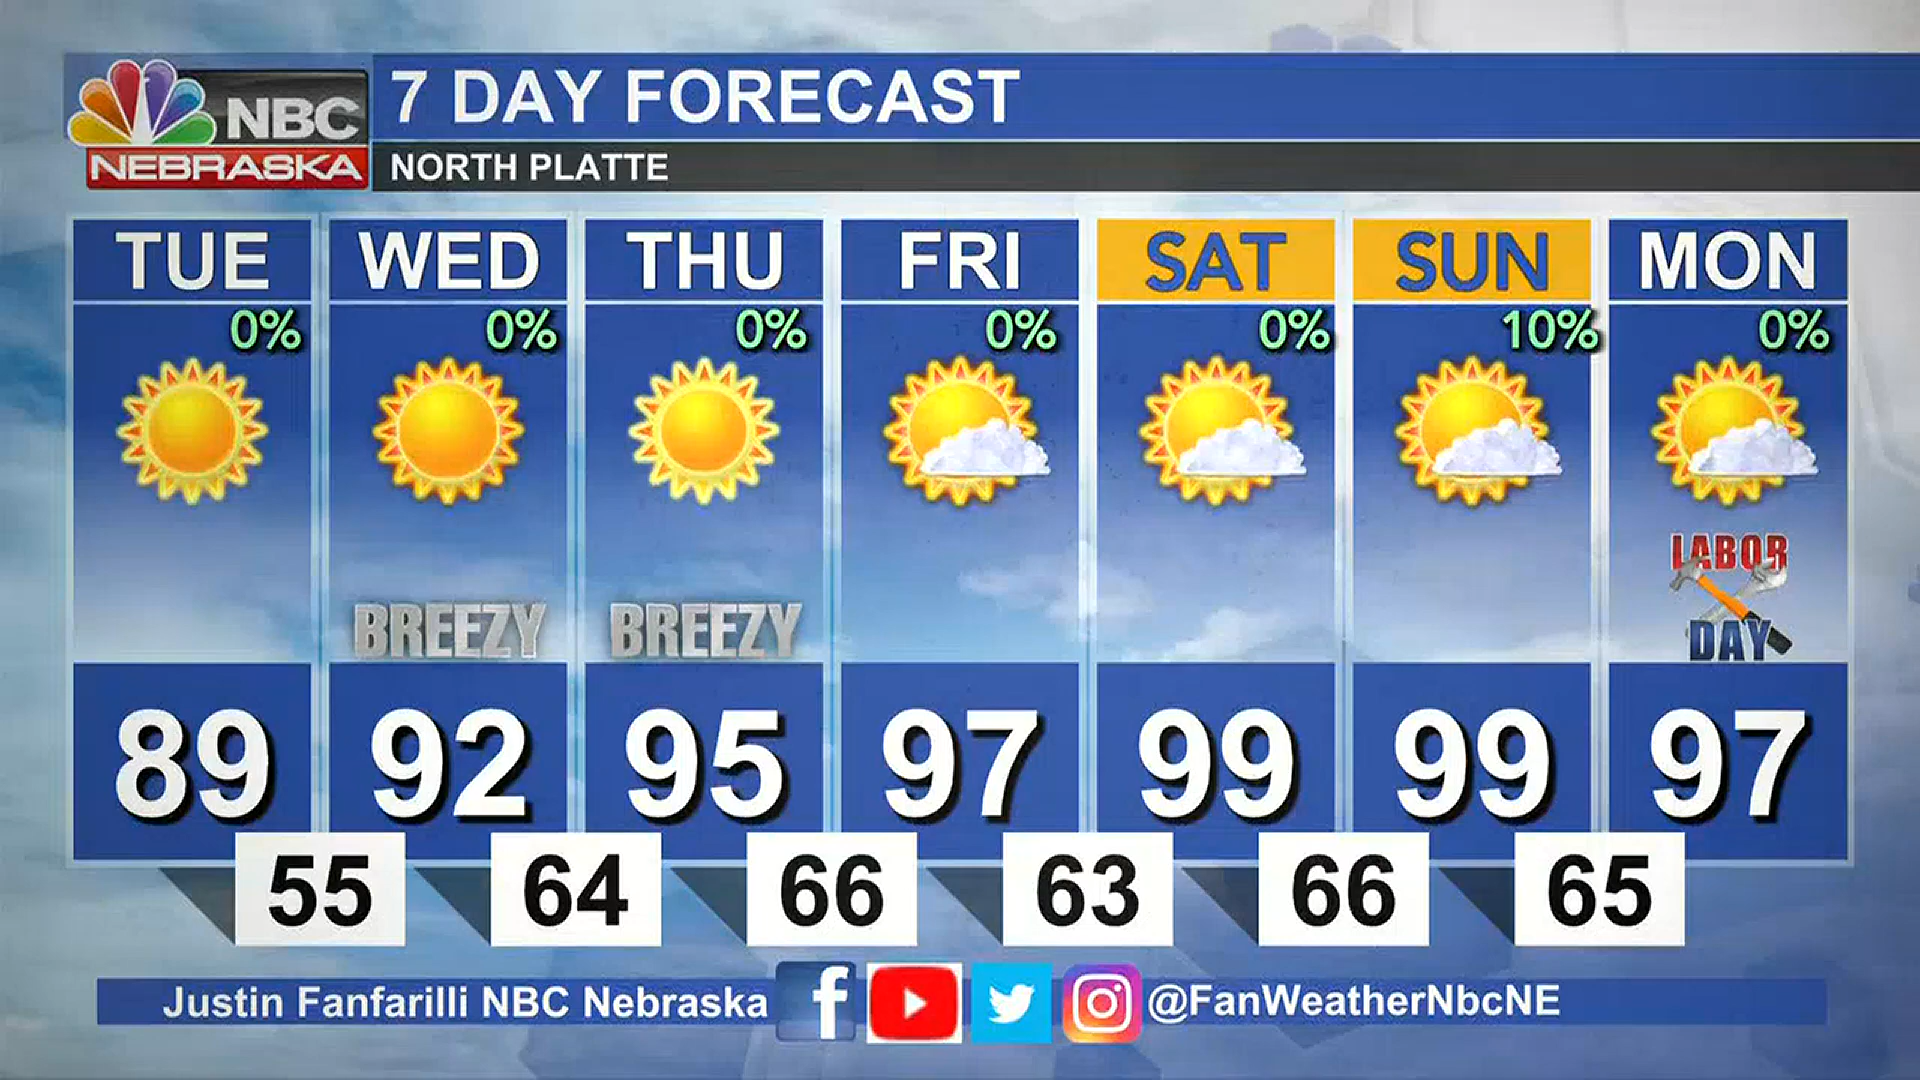 NBC
NEBRASKA
7 DAY FORECAST
NORTH PLATTE
TUE WED THU FRI SAT SUN MON
0% 0% 0% 0% 0% 10% 0%
LABOR
DAY
BREEZY BREEZY
89 92 95 97 99 99 97
55 64 66 63 66 65
Justin Fanfarilli NBC Nebraska f @FanWeatherNbcNE